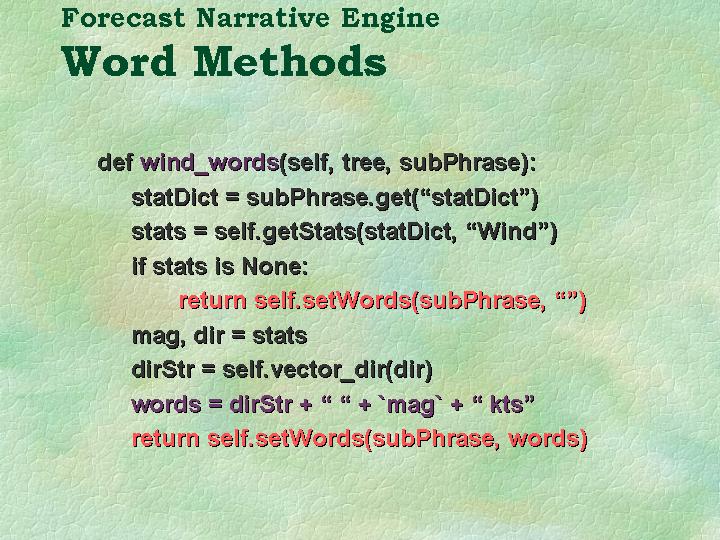 Forecast Narrative Engine
Word Methods
def wind_words(self, tree, subPhrase):
statDict = subPhrase.get(“statDict”)
stats = self.getStats(statDict, “Wind”)
if stats is None:
return self.setWords(subPhrase, “”)
mag, dir = stats
dirStr = self.vector_dir(dir)
words = dirStr + “ “ + `mag` + “ kts”
return self.setWords(subPhrase, words)